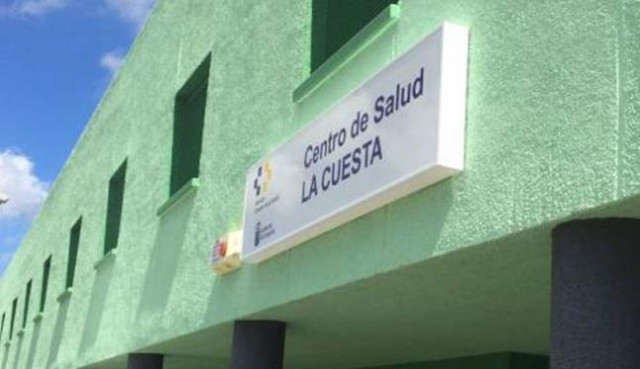 Centro de Salud
LA CUESTA